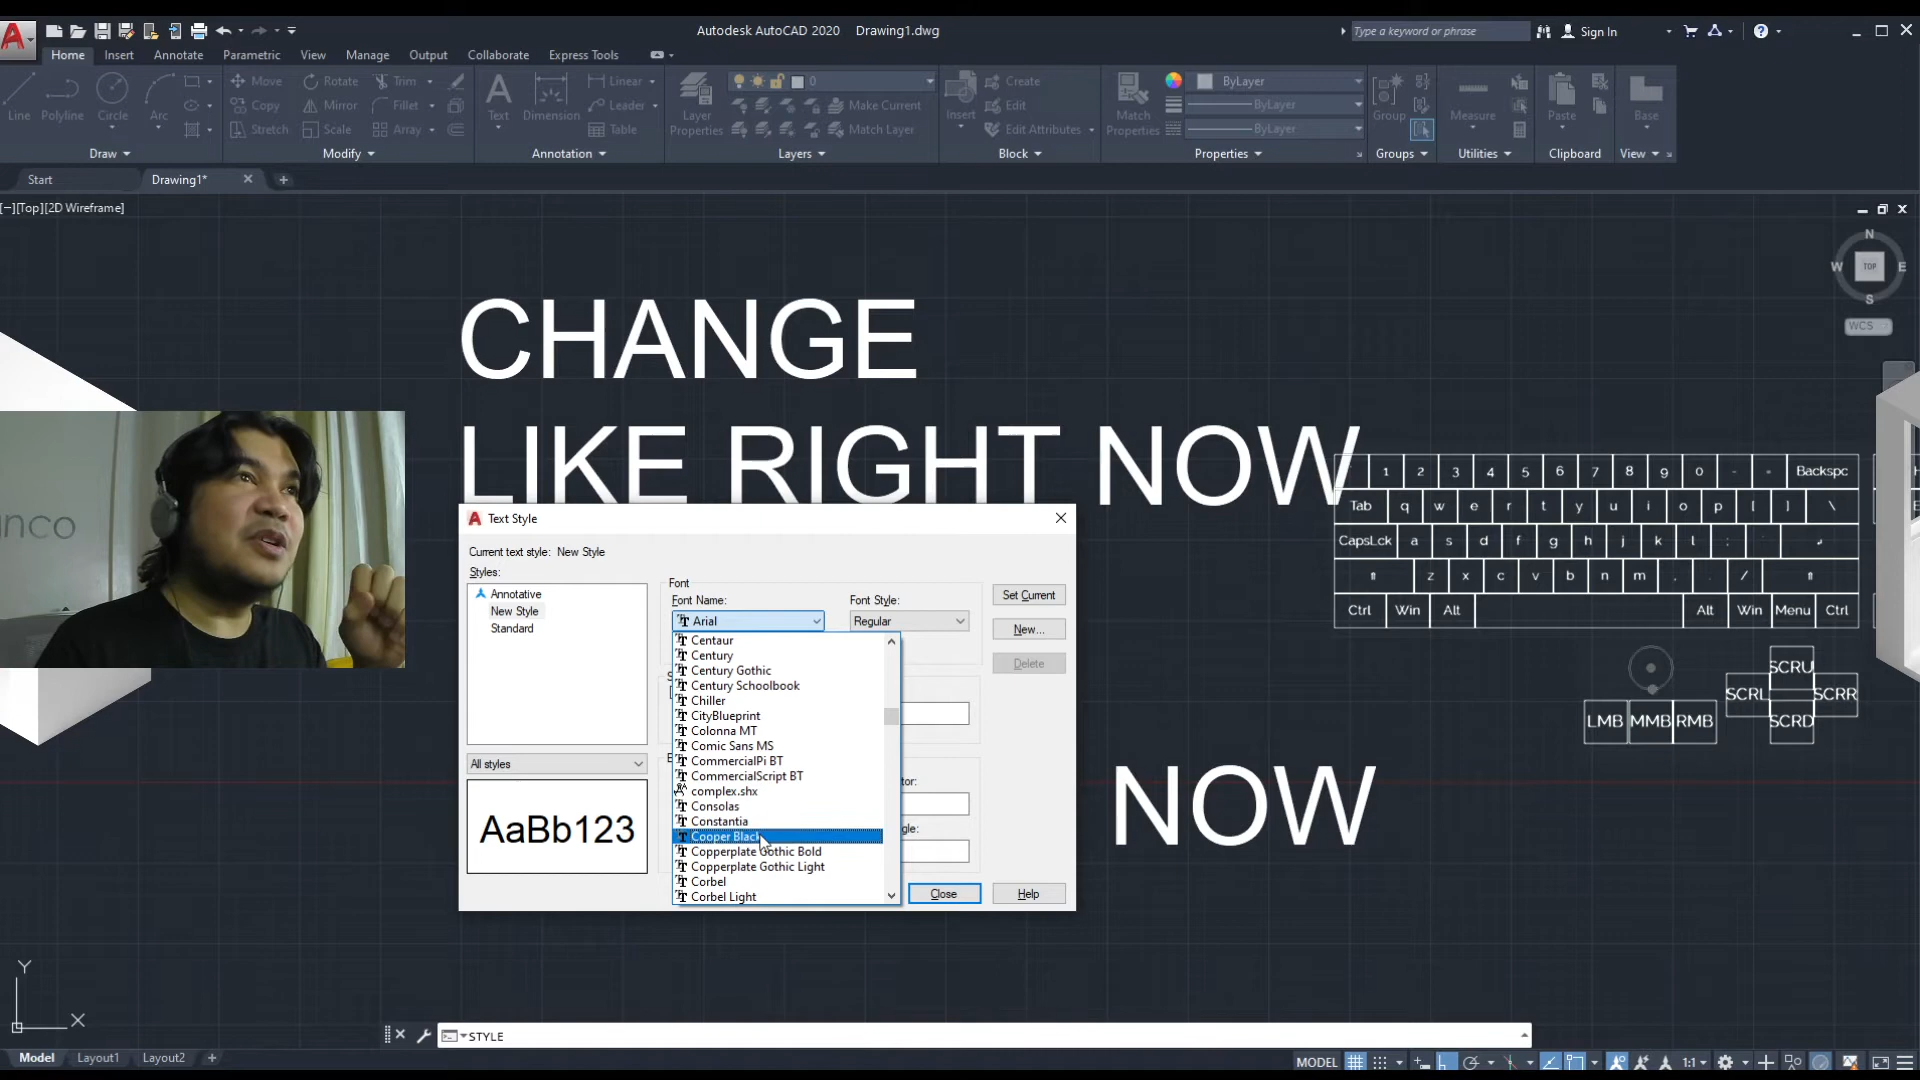 Autodesk AutoCAD 2020 Drawing1.dwg
Type a keyword or phrase
Sign In
Home Insert Annotate Parametric View Manage Output Collaborate Express Tools
Line Polyline Circle Arc
Draw
Move Rotate Trim
Copy Mirror Fillet
Stretch Scale Array
Modify
Text Dimension
Linear
Leader
Table
Annotation
Layer Properties
0
Make Current
Match Layer
Layers
Insert
Create
Edit
Edit Attributes
Block
Match Properties
ByLayer
ByLayer
ByLayer
Properties
Group
Groups
Measure
Utilities
Paste
Clipboard
Base
View
Start Drawing1*
[−][Top][2D Wireframe]
N
W TOP E
S
WCS
CHANGE
LIKE RIGHT NOW
NOW
nco
Text Style
Current text style: New Style
Styles:
Annotative
New Style
Standard
All styles
AaBb123
Font
Font Name:
Arial
Font Style:
Regular
Set Current
New...
Delete
Centaur
Century
Century Gothic
Century Schoolbook
Chiller
CityBlueprint
Colonna MT
Comic Sans MS
CommercialPi BT
CommercialScript BT
complex.shx
Consolas
Constantia
Cooper Black
Copperplate Gothic Bold
Copperplate Gothic Light
Corbel
Corbel Light
tor:
gle:
Close
Help
1 2 3 4 5 6 7 8 9 0 - = Backspc
Tab q w e r t y u i o p [ ] \
CapsLck a s d f g h j k l ;
z x c v b n m , . /
Ctrl Win Alt Alt Win Menu Ctrl
SCRU
SCRL SCRR
SCRD
LMB MMB RMB
Y
X
STYLE
Model Layout1 Layout2
MODEL 1:1